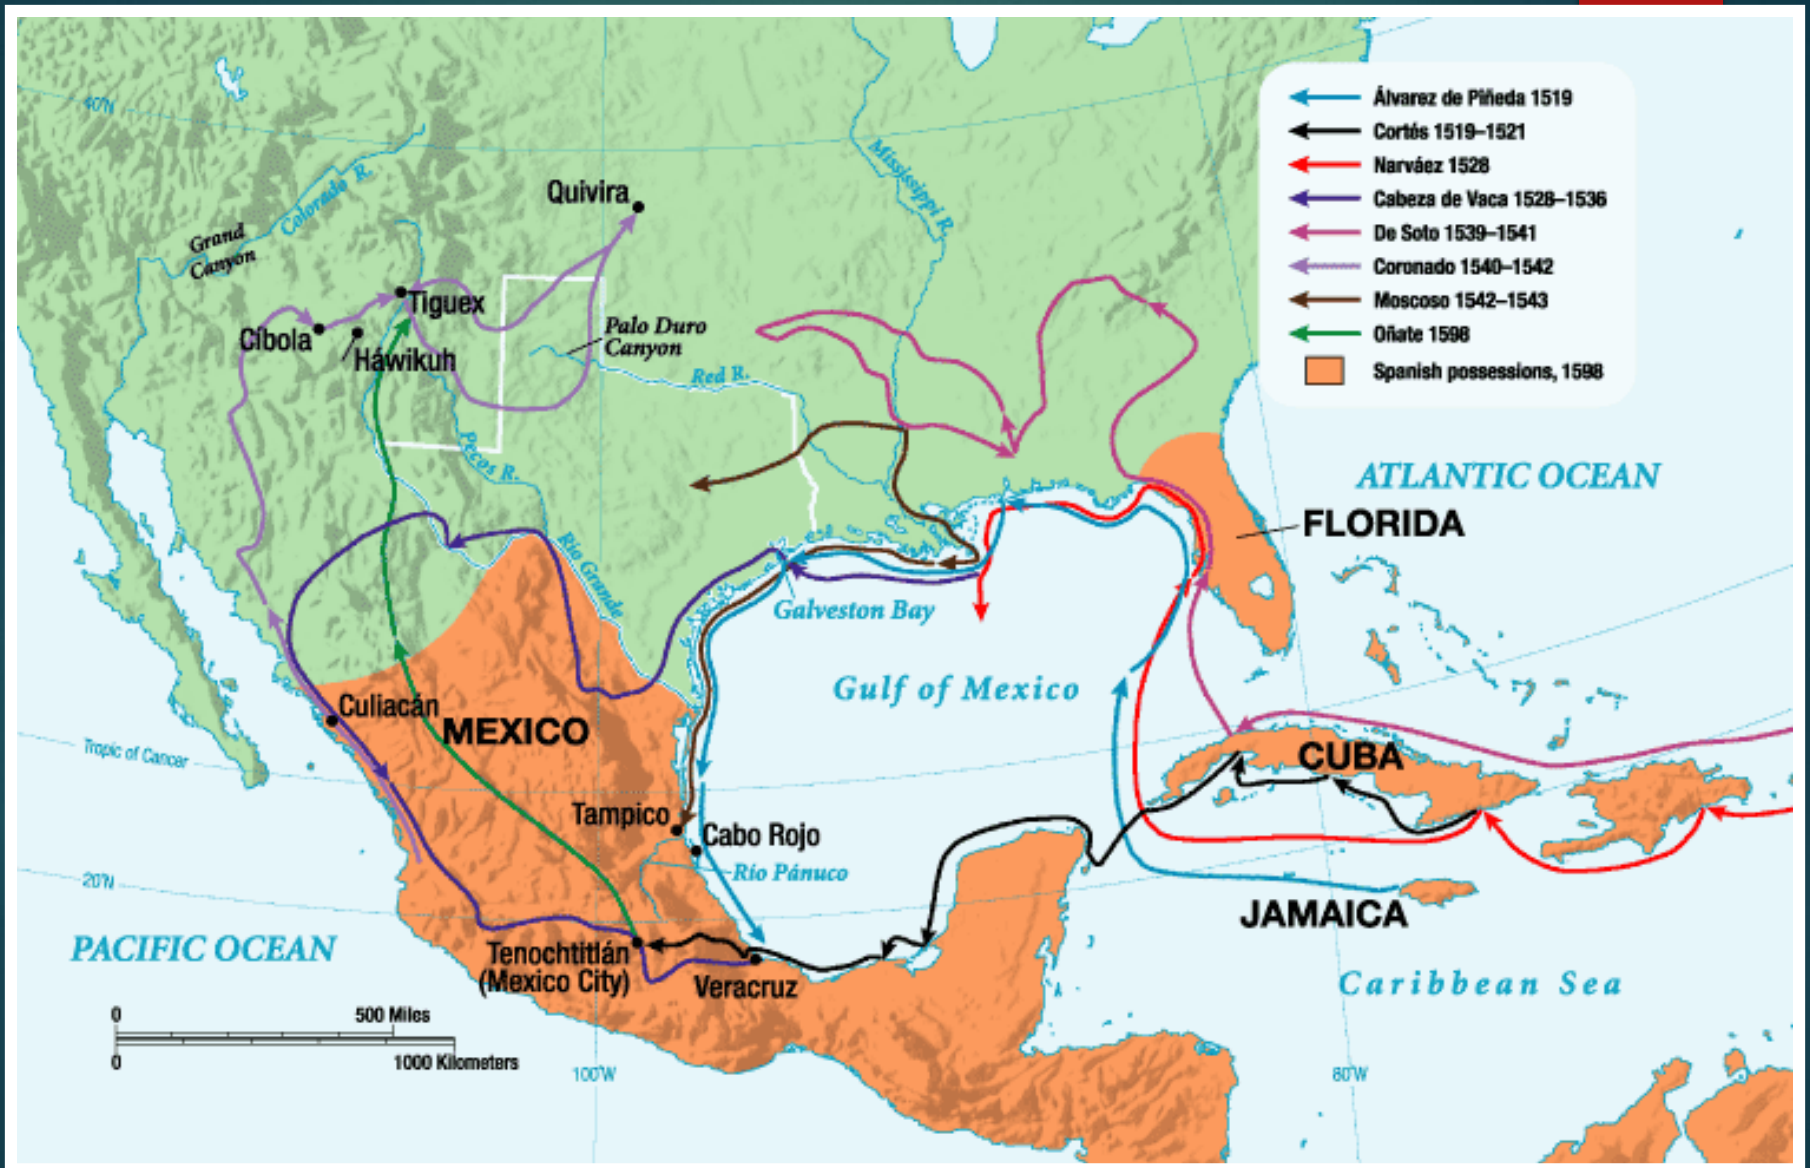 Álvarez de Piñeda 1519
Cortés 1519–1521
Narváez 1528
Cabeza de Vaca 1528–1536
De Soto 1539–1541
Coronado 1540–1542
Moscoso 1542–1543
Oñate 1598
Spanish possessions, 1598
40°N
Colorado R.
Grand
Canyon
Mississippi R.
Quivira
Tiguex
Cíbola
Háwikuh
Palo Duro
Canyon
Red R.
Pecos R.
ATLANTIC OCEAN
FLORIDA
Río Grande
Galveston Bay
Gulf of Mexico
Culiacán
MEXICO
Tropic of Cancer
CUBA
Tampico
Cabo Rojo
Río Pánuco
20°N
JAMAICA
PACIFIC OCEAN
Tenochtitlán
(Mexico City)
Veracruz
Caribbean Sea
0
500 Miles
0
1000 Kilometers
100°W
80°W